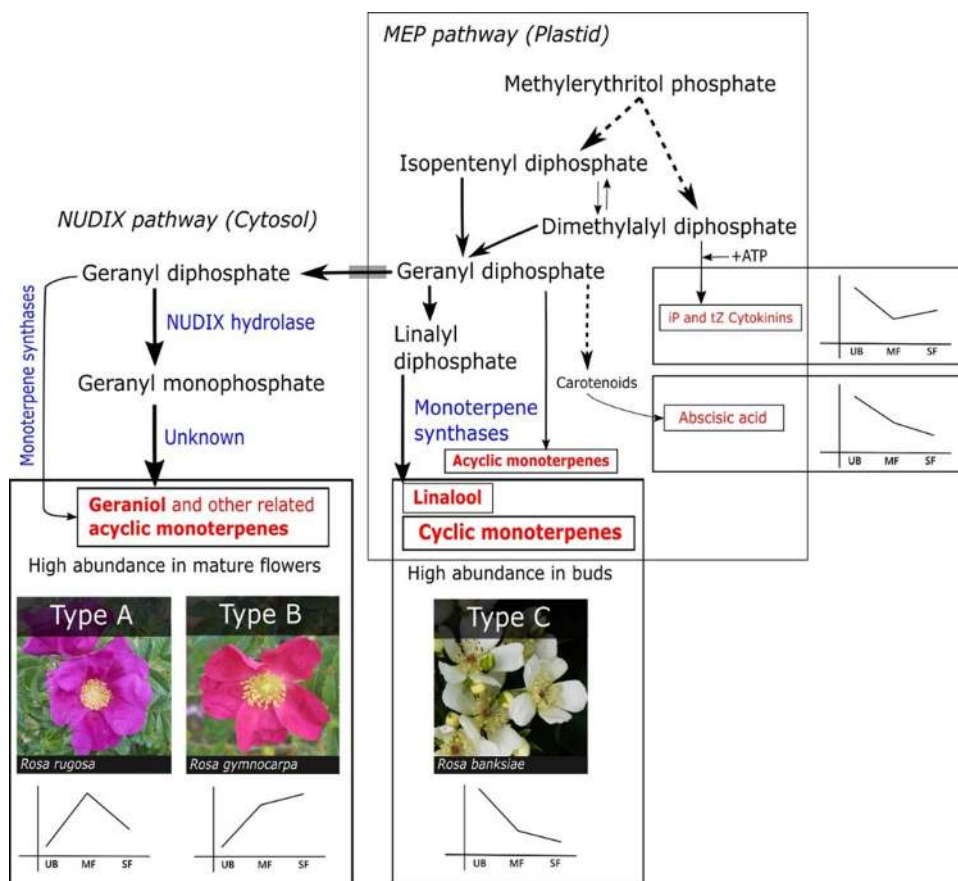 MEP pathway (Plastid)
Methylerythritol phosphate
Isopentenyl diphosphate
NUDIX pathway (Cytosol)
Dimethylalyl diphosphate
Geranyl diphosphate
Geranyl diphosphate
+ATP
Monoterpene synthases
NUDIX hydrolase
Linalyl
diphosphate
iP and tZ Cytokinins
UB MF SF
Geranyl monophosphate
Carotenoids
Unknown
Monoterpene
synthases
Abscisic acid
UB MF SF
Acyclic monoterpenes
Geraniol and other related
acyclic monoterpenes
Linalool
Cyclic monoterpenes
High abundance in mature flowers
High abundance in buds
Type A
Type B
Type C
Rosa rugosa
Rosa gymnocarpa
Rosa banksiae
UB MF SF
UB MF SF
UB MF SF